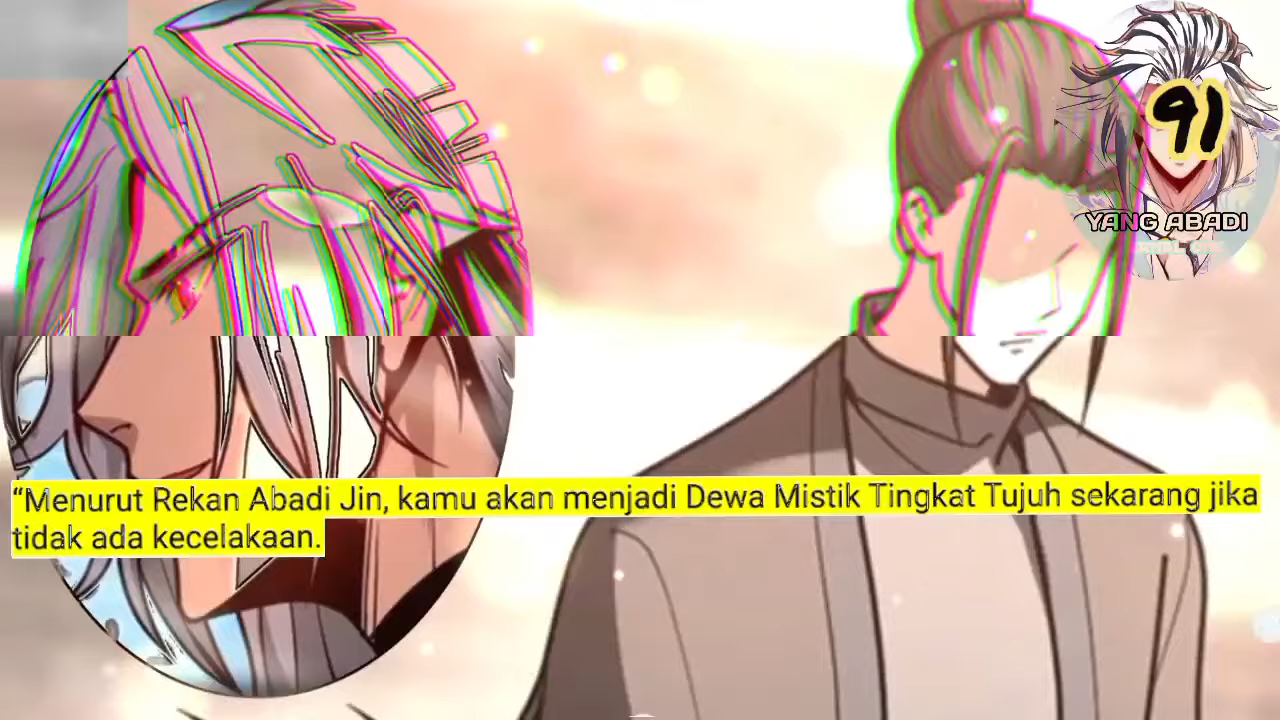 91
YANG ABADI
“Menurut Rekan Abadi Jin, kamu akan menjadi Dewa Mistik Tingkat Tujuh sekarang jika
tidak ada kecelakaan.